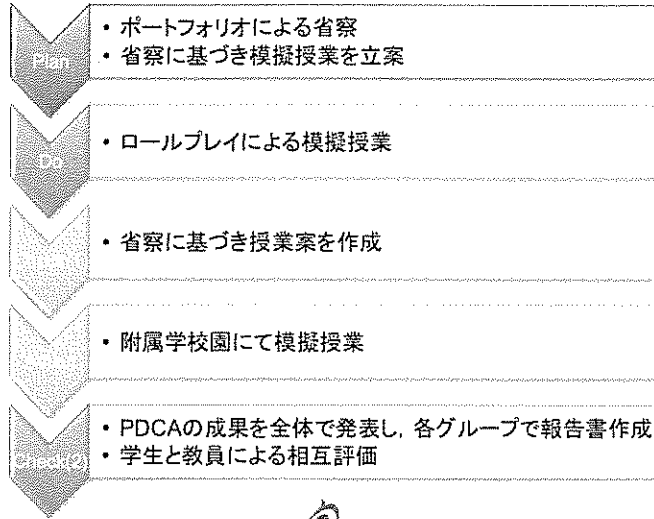 Plan
・ポートフォリオによる省察
・省察に基づき模擬授業を立案
Do
・ロールプレイによる模擬授業
・省察に基づき授業案を作成
・附属学校園にて模擬授業
Check(2)
・PDCAの成果を全体で発表し，各グループで報告書作成
・学生と教員による相互評価